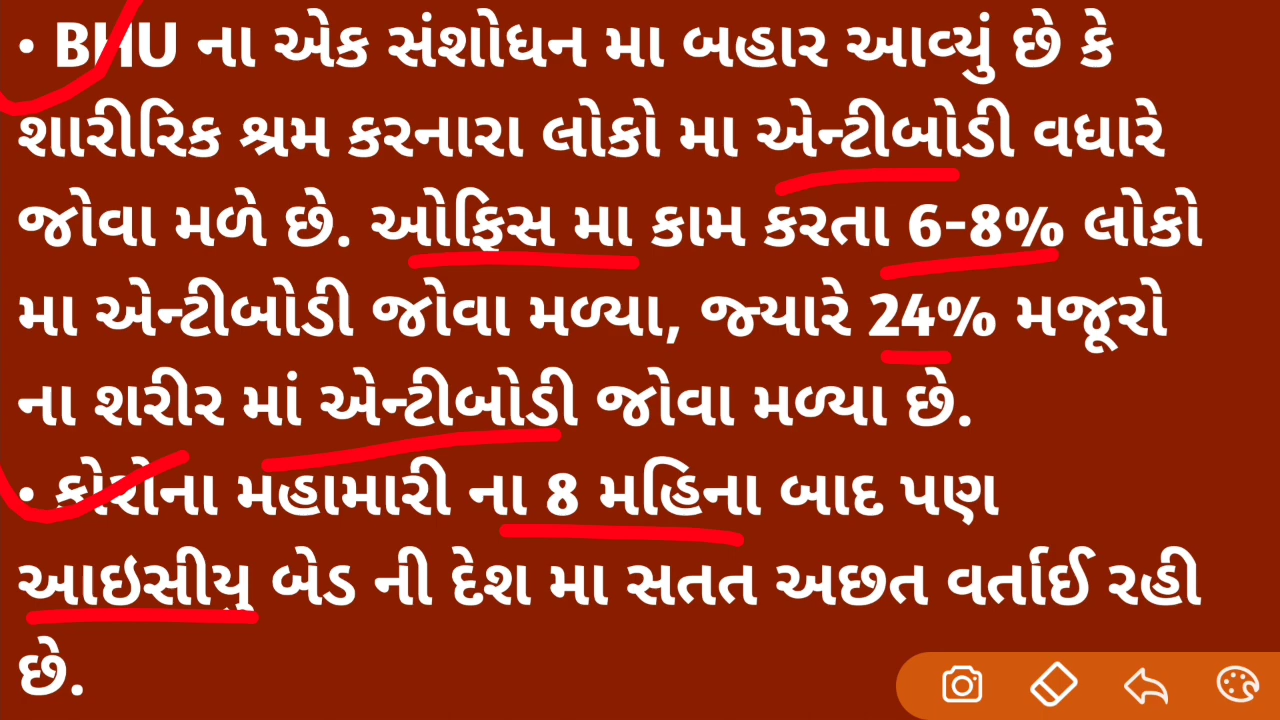 • BHU ના એક સંશોધન મા બહાર આવ્યું છે કે
શારીરિક શ્રમ કરનારા લોકો મા એન્ટીબોડી વધારે
જોવા મળે છે. ઓફિસ મા કામ કરતા 6-8% લોકો
મા એન્ટીબોડી જોવા મળ્યા, જ્યારે 24% મજૂરો
ના શરીર માં એન્ટીબોડી જોવા મળ્યા છે.
• કોરોના મહામારી ના 8 મહિના બાદ પણ
આઇસીયુ બેડ ની દેશ મા સતત અછત વર્તાઈ રહી
છે.